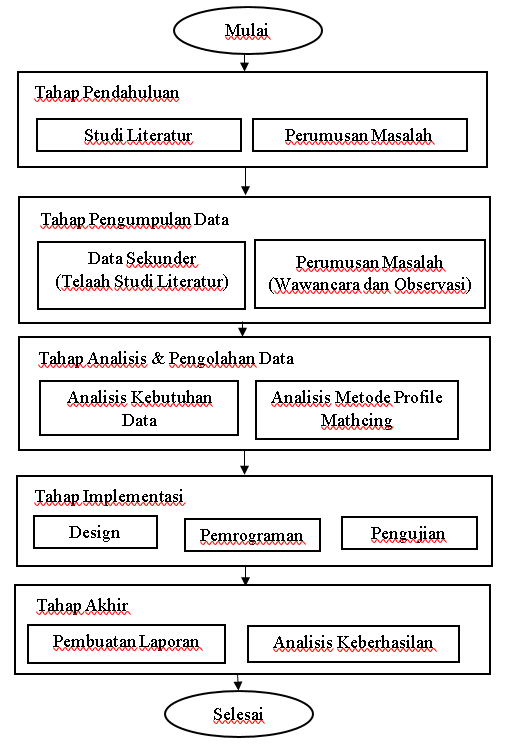 Mulai
Tahap Pendahuluan
Studi Literatur
Perumusan Masalah
Tahap Pengumpulan Data
Data Sekunder
(Telaah Studi Literatur)
Perumusan Masalah
(Wawancara dan Observasi)
Tahap Analisis & Pengolahan Data
Analisis Kebutuhan
Data
Analisis Metode Profile
Mathcing
Tahap Implementasi
Design
Pemrograman
Pengujian
Tahap Akhir
Pembuatan Laporan
Analisis Keberhasilan
Selesai